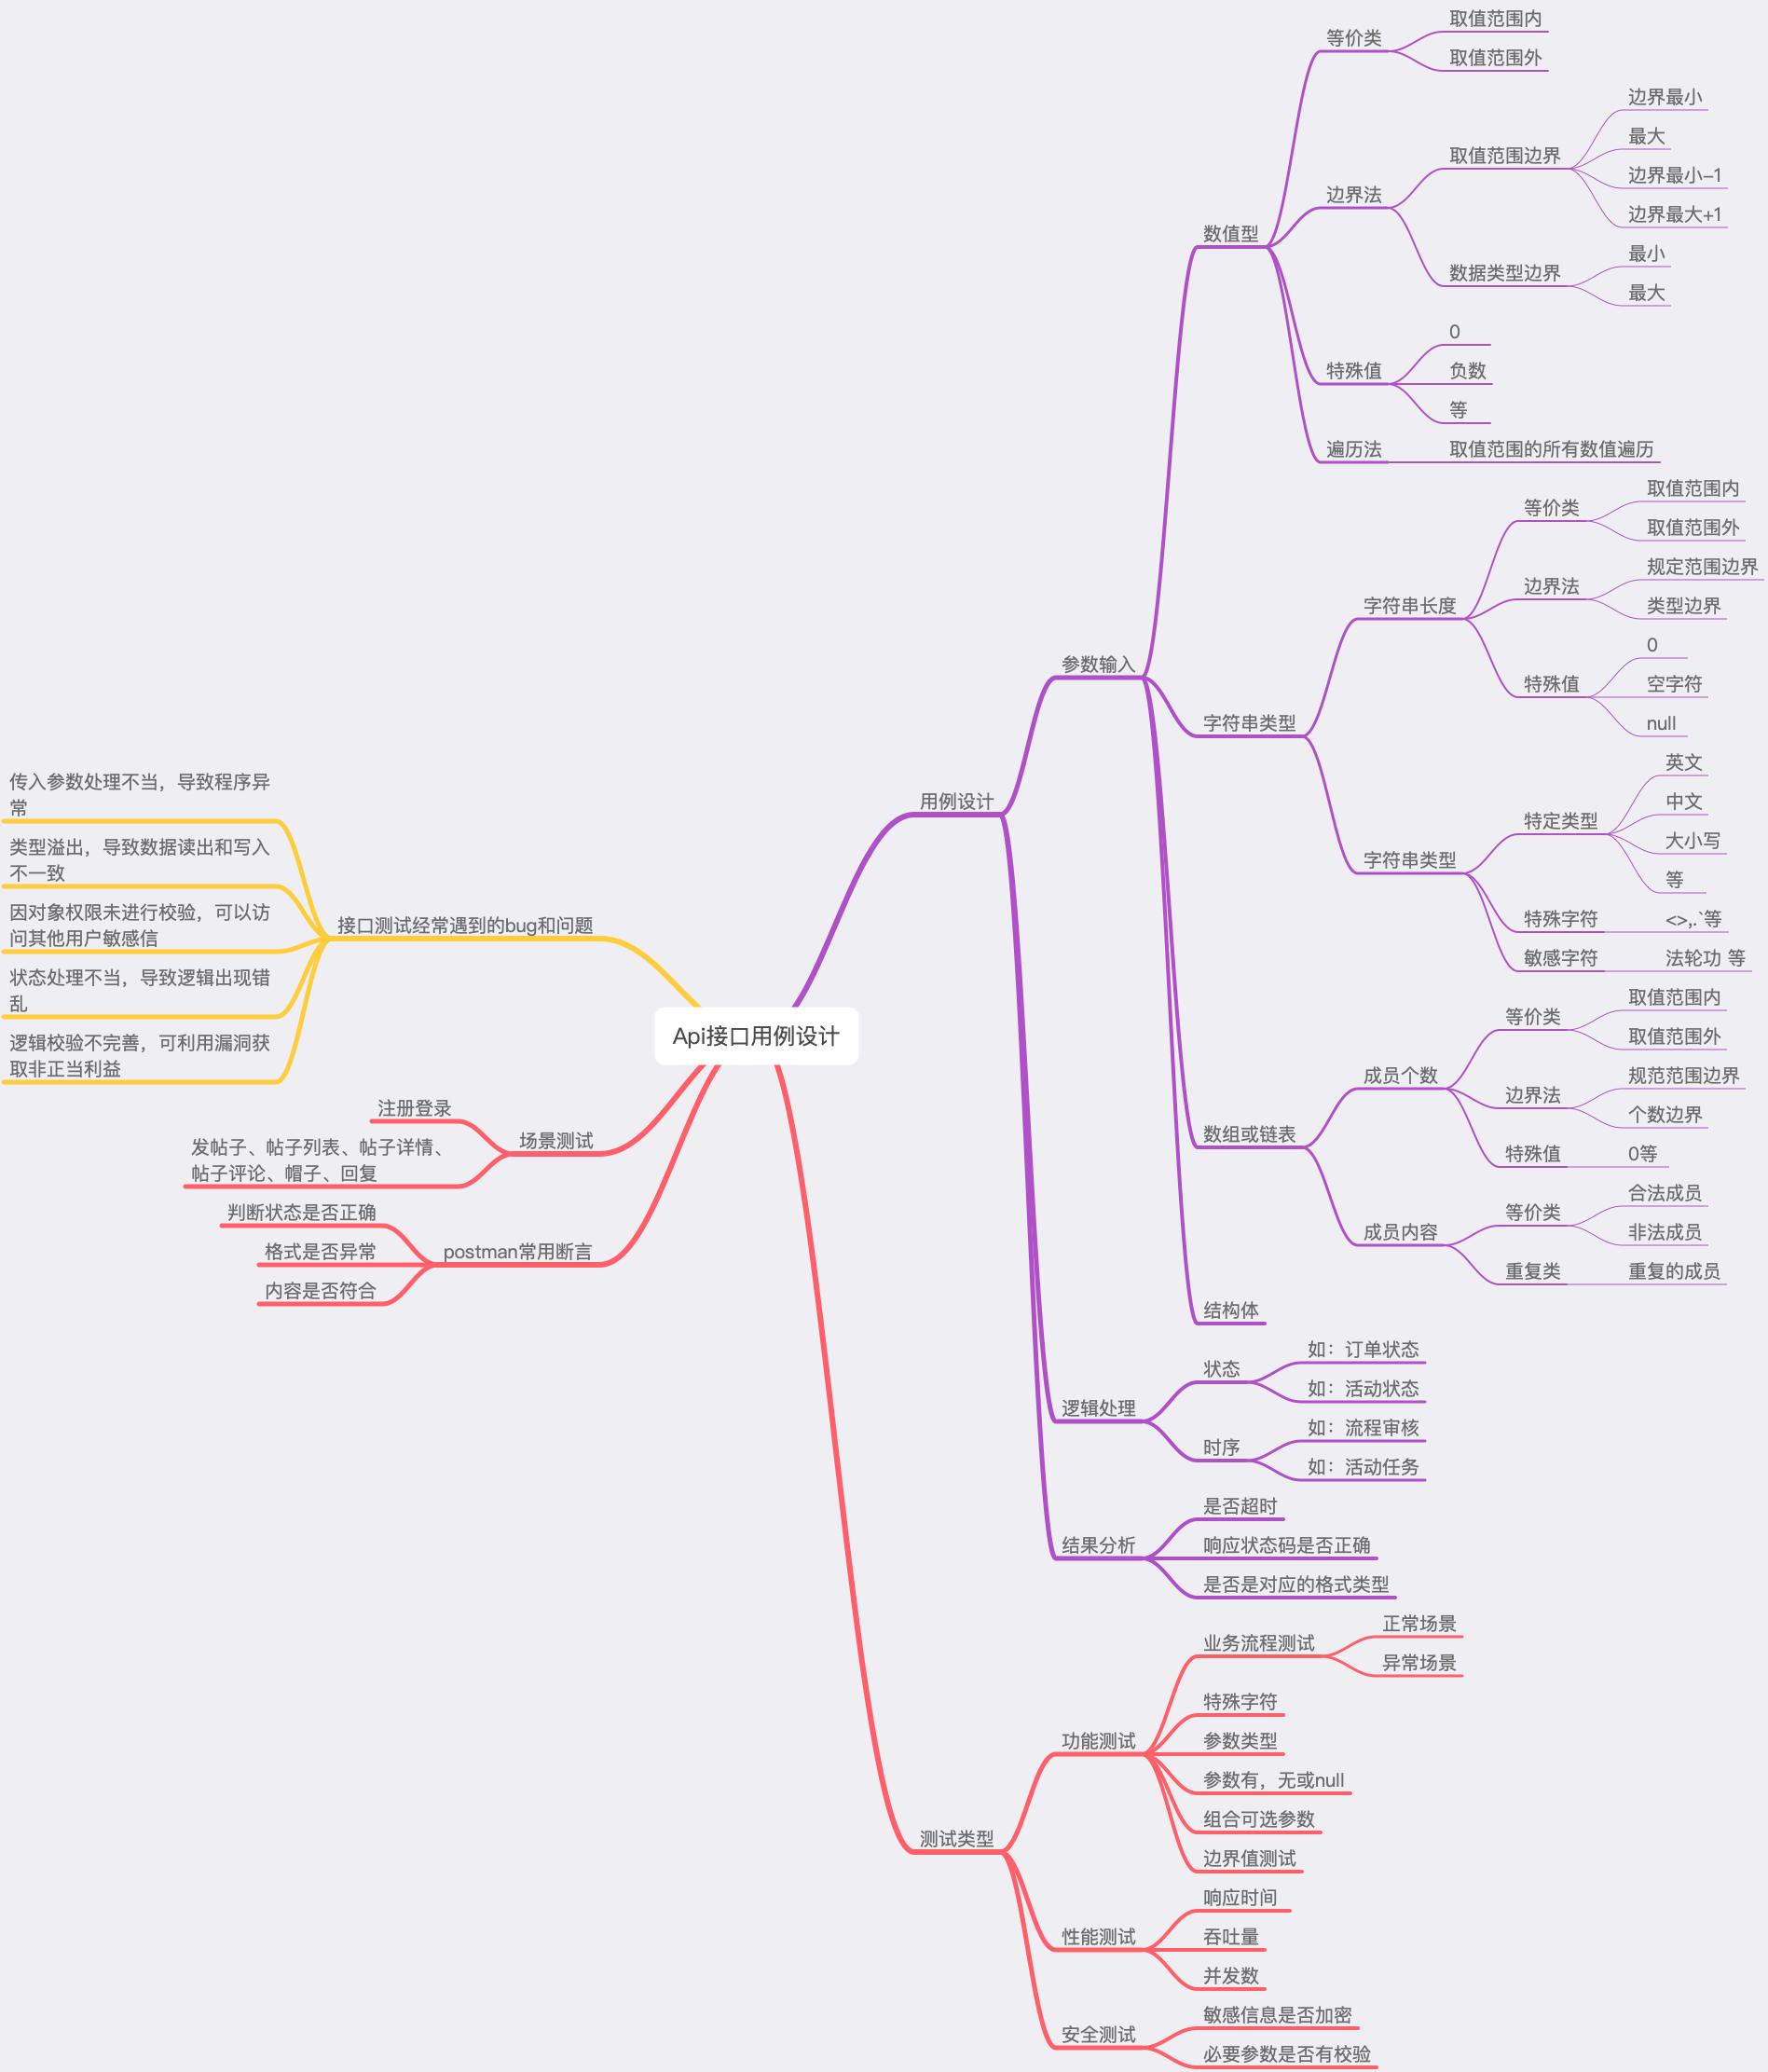 Api接口用例设计
用例设计
参数输入
数值型
等价类
取值范围内
取值范围外
边界法
取值范围边界
边界最小
最大
边界最小-1
边界最大+1
数据类型边界
最小
最大
特殊值
0
负数
等
遍历法
取值范围的所有数值遍历
字符串类型
字符串长度
等价类
取值范围内
取值范围外
边界法
规定范围边界
类型边界
特殊值
0
空字符
null
字符串类型
特定类型
英文
中文
大小写
等
特殊字符
<>,.`等
敏感字符
法轮功 等
数组或链表
成员个数
等价类
取值范围内
取值范围外
边界法
规范范围边界
个数边界
特殊值
0等
成员内容
等价类
合法成员
非法成员
重复类
重复的成员
结构体
逻辑处理
状态
如：订单状态
如：活动状态
时序
如：流程审核
如：活动任务
结果分析
是否超时
响应状态码是否正确
是否是对应的格式类型
测试类型
功能测试
业务流程测试
正常场景
异常场景
特殊字符
参数类型
参数有，无或null
组合可选参数
边界值测试
性能测试
响应时间
吞吐量
并发数
安全测试
敏感信息是否加密
必要参数是否有校验
接口测试经常遇到的bug和问题
传入参数处理不当，导致程序异
常
类型溢出，导致数据读出和写入
不一致
因对象权限未进行校验，可以访
问其他用户敏感信
状态处理不当，导致逻辑出现错
乱
逻辑校验不完善，可利用漏洞获
取非正当利益
场景测试
注册登录
发帖子、帖子列表、帖子详情、
帖子评论、帽子、回复
postman常用断言
判断状态是否正确
格式是否异常
内容是否符合